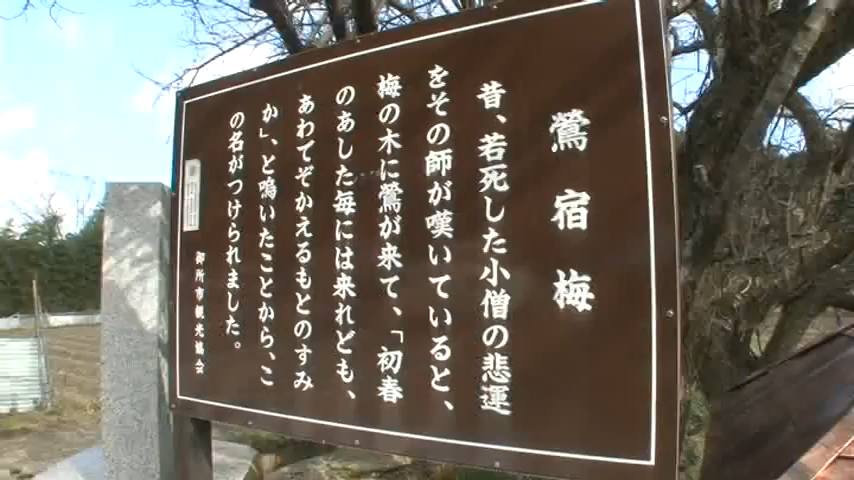 鶯宿梅
昔、若死した小僧の悲運
をその師が嘆いていると、
梅の木に鶯が来て、「初春
のあした毎には来れども、
あわでぞかえるもとのすみ
か」、と鳴いたことから、こ
の名がつけられました。
御所市観光協会